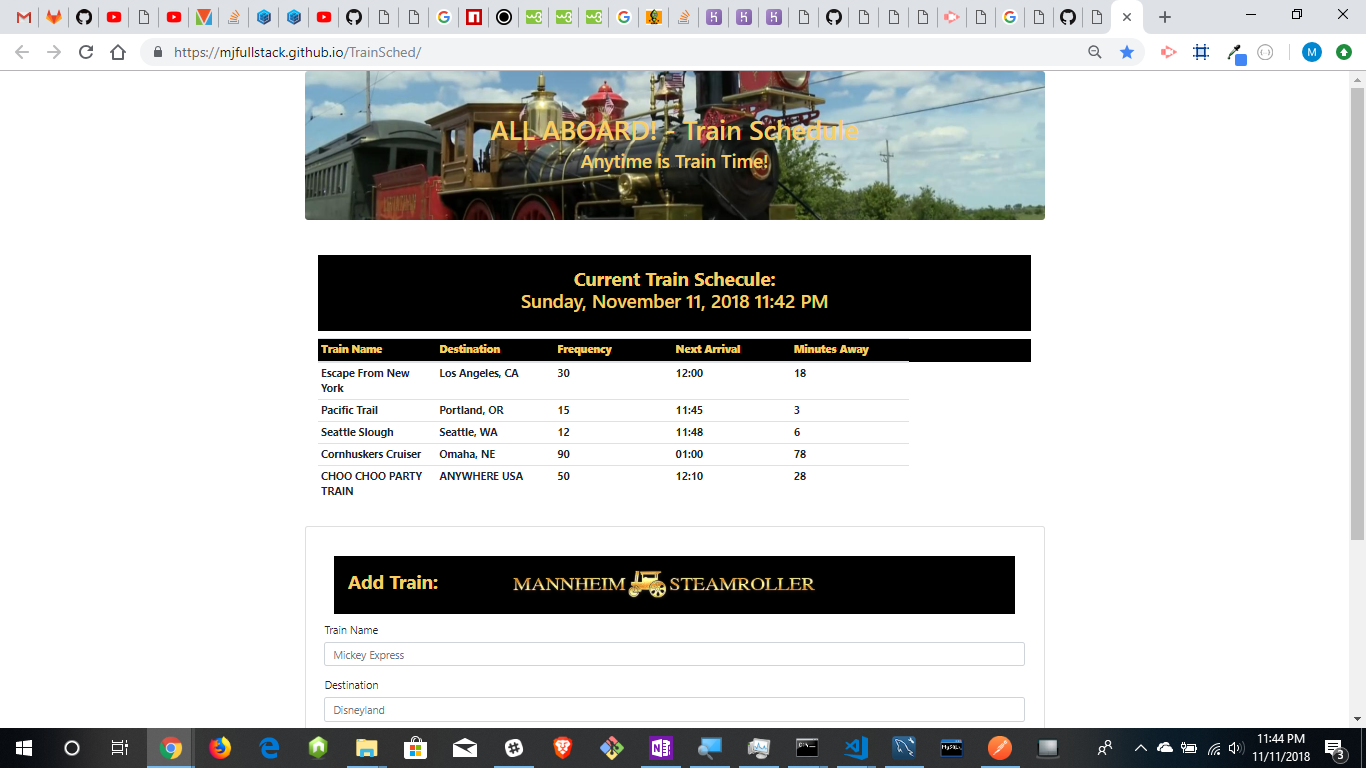 https://mjfullstack.github.io/TrainSched/
M
ALL ABOARD! - Train Schedule
Anytime is Train Time!
Current Train Schecule:
Sunday, November 11, 2018 11:42 PM
Train Name Destination Frequency Next Arrival Minutes Away
Escape From New York Los Angeles, CA 30 12:00 18
Pacific Trail Portland, OR 15 11:45 3
Seattle Slough Seattle, WA 12 11:48 6
Cornhuskers Cruiser Omaha, NE 90 01:00 78
CHOO CHOO PARTY TRAIN ANYWHERE USA 50 12:10 28
Add Train: MANNHEIM STEAMROLLER
Train Name
Mickey Express
Destination
Disneyland
11:44 PM
11/11/2018
3